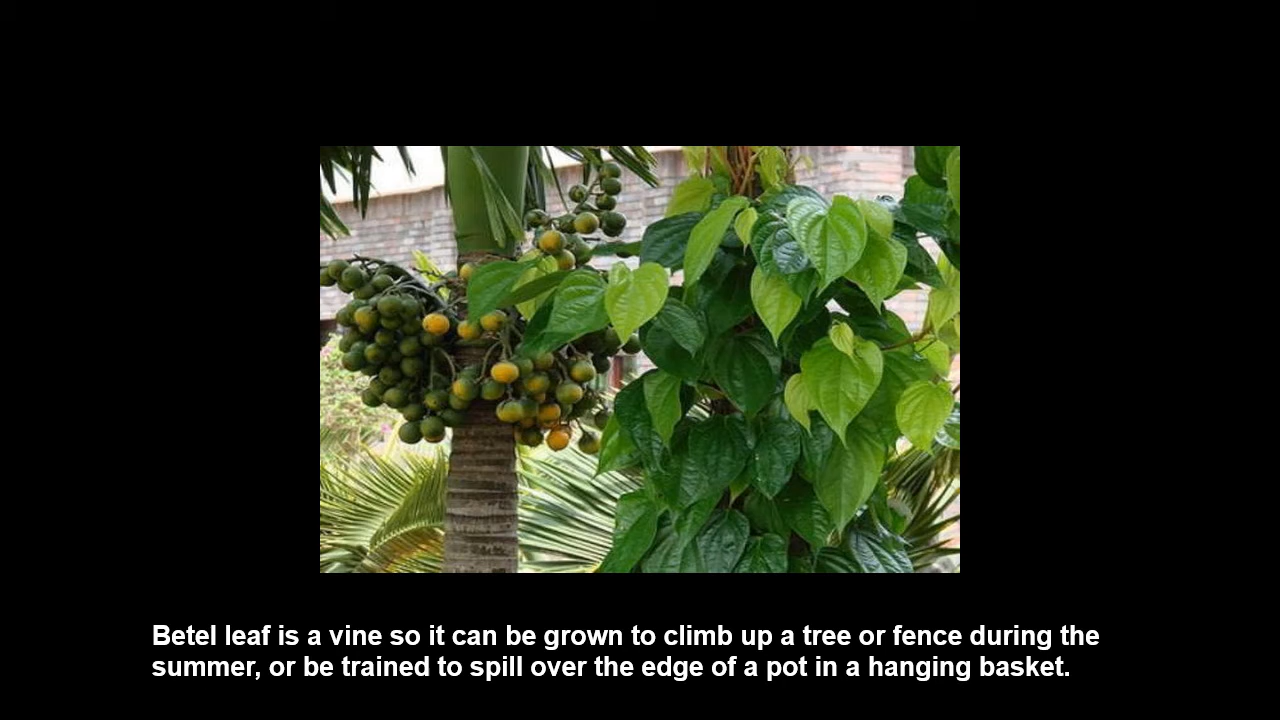 Betel leaf is a vine so it can be grown to climb up a tree or fence during the
summer, or be trained to spill over the edge of a pot in a hanging basket.